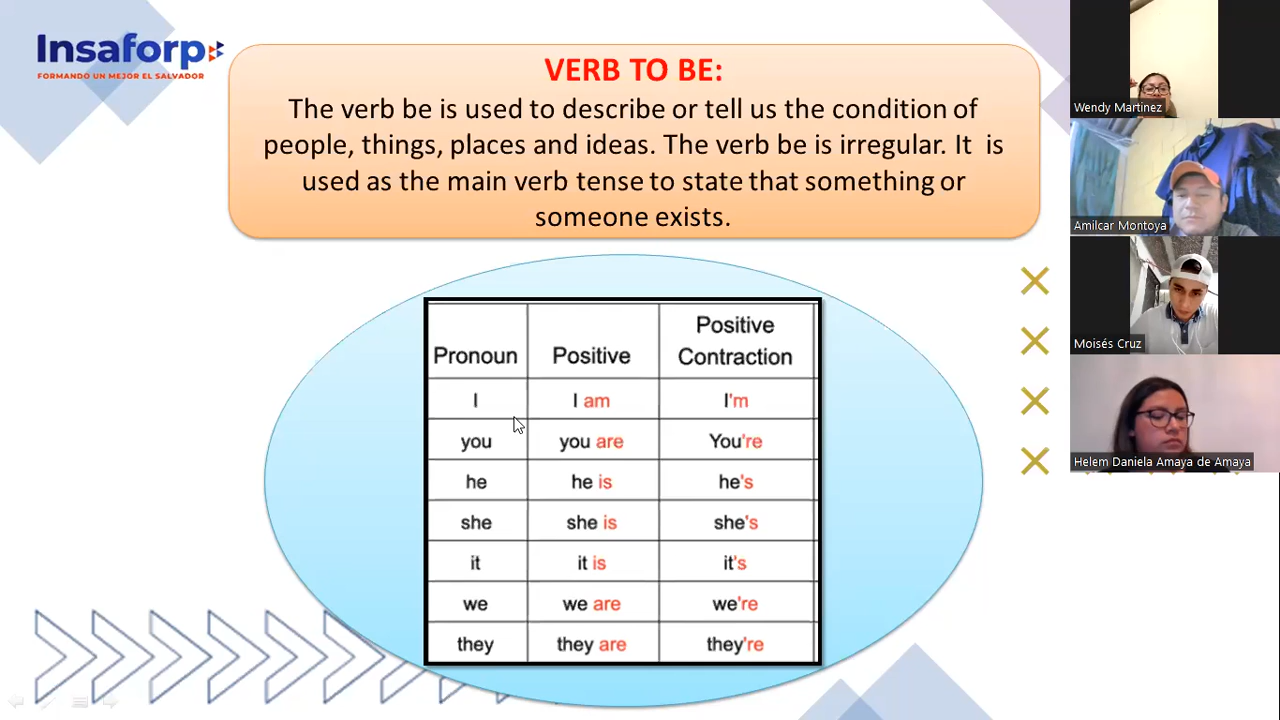 Insaforp
FORMANDO UN MEJOR EL SALVADOR
VERB TO BE:
The verb be is used to describe or tell us the condition of
people, things, places and ideas. The verb be is irregular. It is
used as the main verb tense to state that something or
someone exists.
Pronoun Positive Positive Contraction
I I am I'm
you you are You're
he he is he's
she she is she's
it it is it's
we we are we're
they they are they're
Wendy Martinez
Amilcar Montoya
Moisés Cruz
Helem Daniela Amaya de Amaya